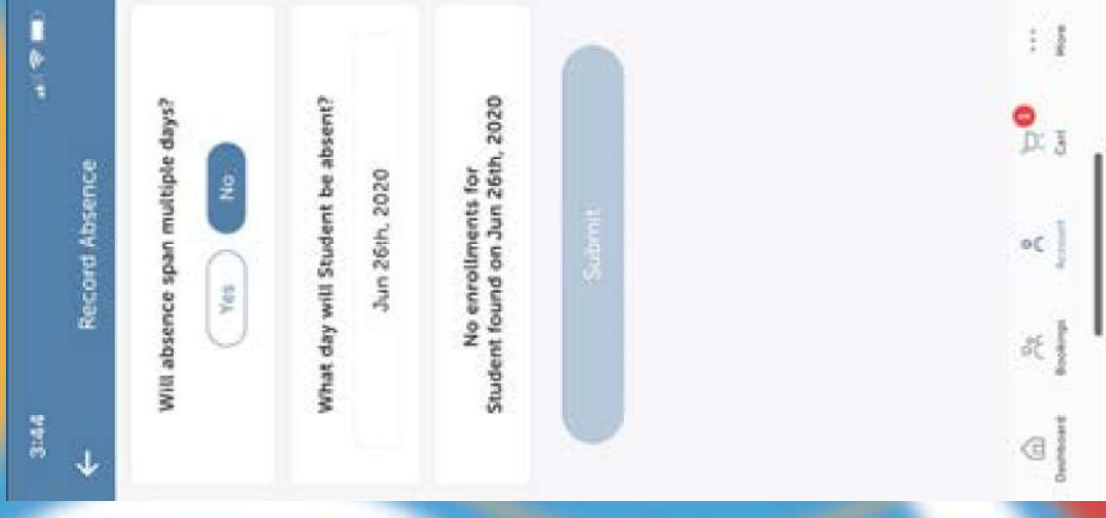 3:44
Record Absence
Will absence span multiple days?
Yes No
What day will Student be absent?
Jun 26th, 2020
No enrollments for
Student found on Jun 26th, 2020
Submit
Dashboard Bookings Account Cart More